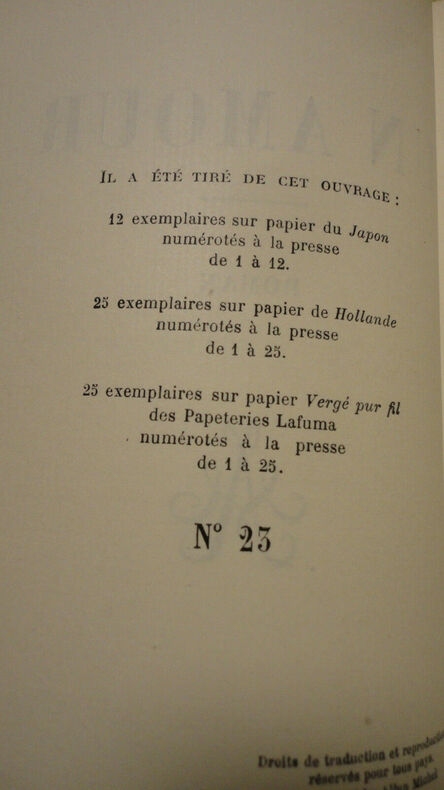 IL A ÉTÉ TIRÉ DE CET OUVRAGE :
12 exemplaires sur papier du Japon
numérotés à la presse
de 1 à 12.
25 exemplaires sur papier de Hollande
numérotés à la presse
de 1 à 25.
25 exemplaires sur papier Vergé pur fil
des Papeteries Lafuma
numérotés à la presse
de 1 à 25.
N° 23
Droits de traduction et reproduction
réservés pour tous pays.
Albin Michel